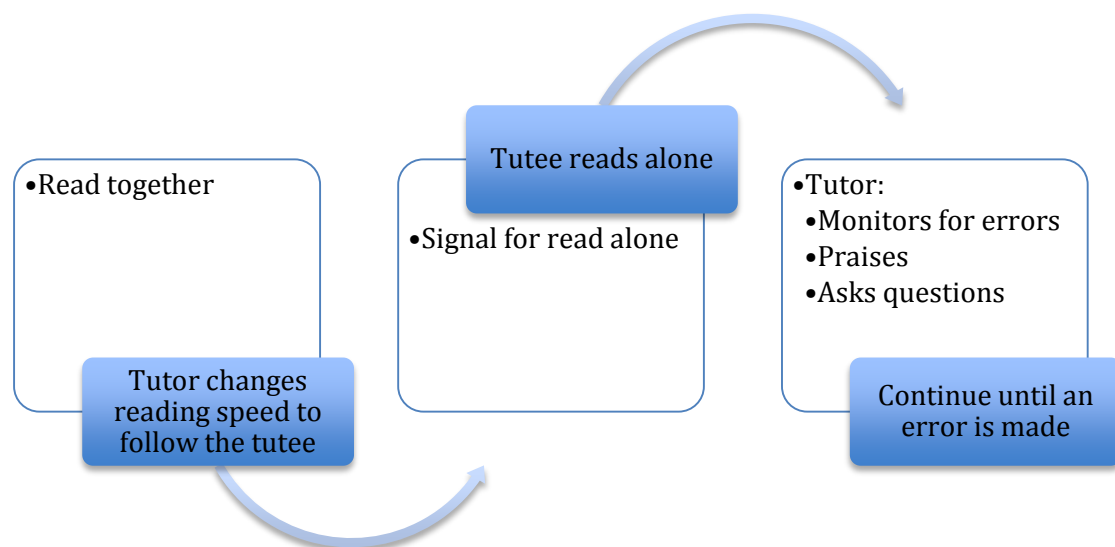 •Read together
Tutor changes
reading speed to
follow the tutee
Tutee reads alone
•Signal for read alone
•Tutor:
•Monitors for errors
•Praises
•Asks questions
Continue until an
error is made